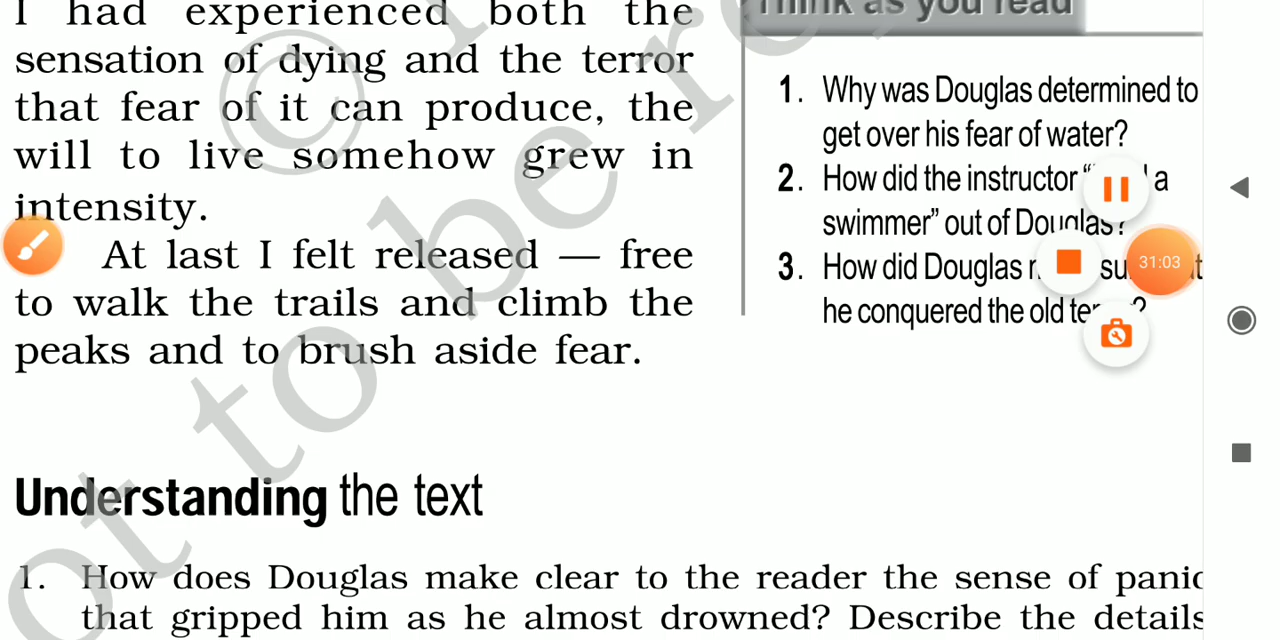 I had experienced both the
sensation of dying and the terror
that fear of it can produce, the
will to live somehow grew in
intensity.
At last I felt released — free
to walk the trails and climb the
peaks and to brush aside fear.
Think as you read
1. Why was Douglas determined to
get over his fear of water?
2. How did the instructor a
swimmer” out of Douglas?
3. How did Douglas
he conquered the old
31:03
Understanding the text
1. How does Douglas make clear to the reader the sense of panic
that gripped him as he almost drowned? Describe the details
©
not to be